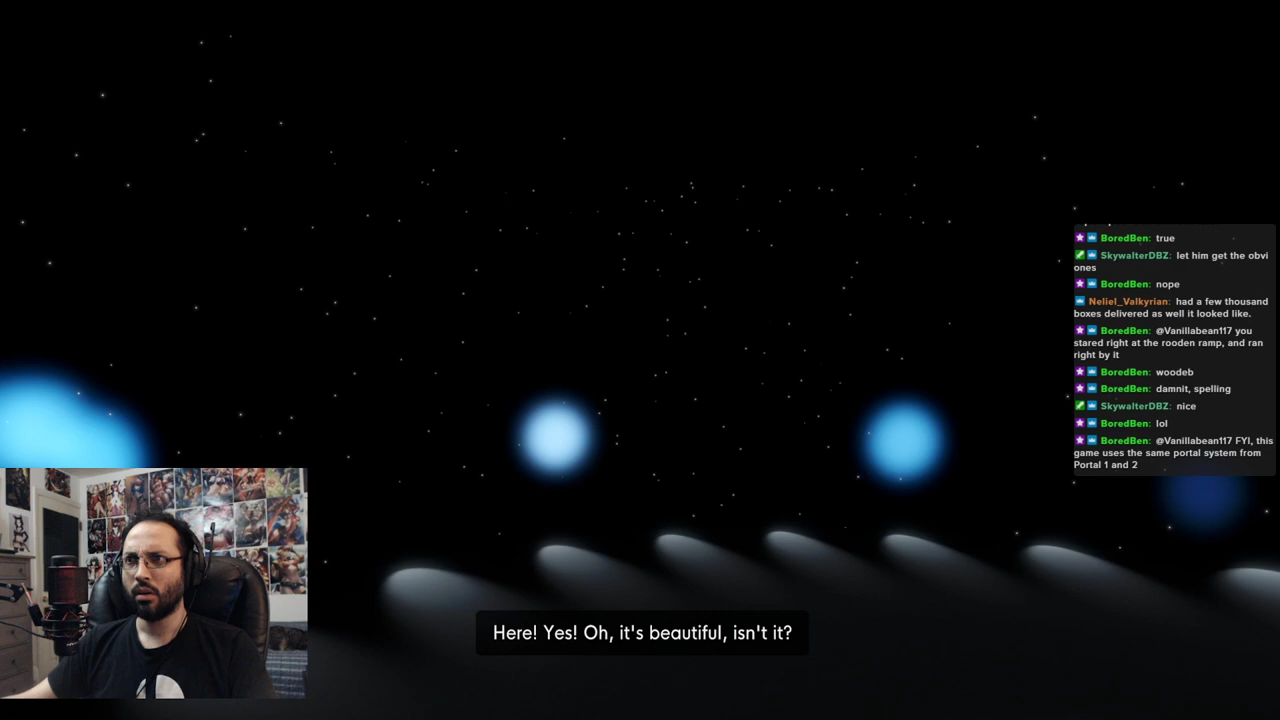 BoredBen: true
SkywalterDBZ: let him get the obvi
ones
BoredBen: nope
Neliel_Valkyrian: had a few thousand
boxes delivered as well it looked like.
BoredBen: @Vanillabean117 you
stared right at the rooden ramp, and ran
right by it
BoredBen: woodeb
BoredBen: damnit, spelling
SkywalterDBZ: nice
BoredBen: lol
BoredBen: @Vanillabean117 FYI, this
game uses the same portal system from
Portal 1 and 2
Here! Yes! Oh, it's beautiful, isn't it?